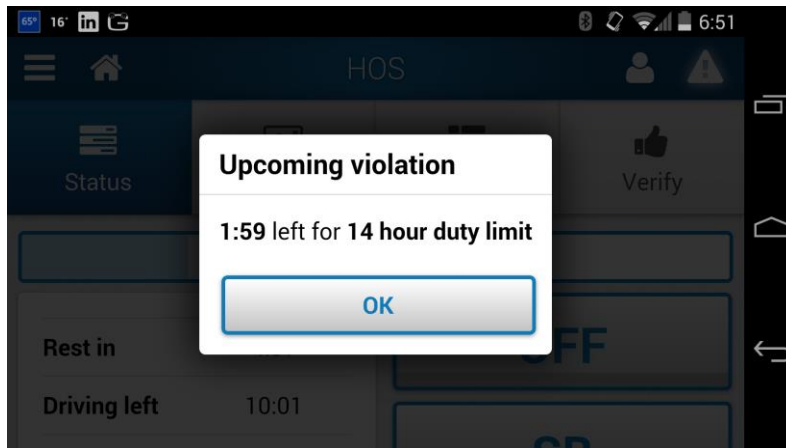 65° 16° in G 6:51
HOS
Status
Verify
Upcoming violation
1:59 left for 14 hour duty limit
OK
Rest in
Driving left 10:01